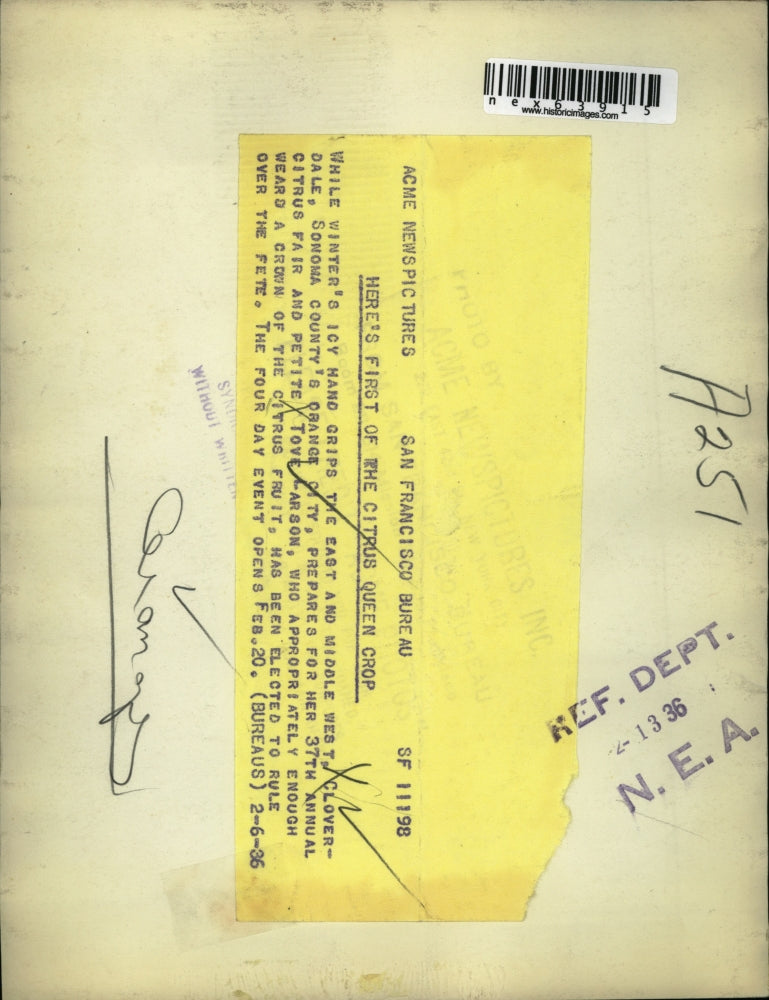 nex63915
www.historicimages.com
ACME NEWSPICTURES SAN FRANCISCO BUREAU SF 11198
HERE'S FIRST OF THE CITRUS QUEEN CROP
WHILE WINTER'S ICY HAND GRIPS THE EAST AND MIDDLE WEST, CLOVER-
DALE, SONOMA COUNTY'S ORANGE CITY, PREPARES FOR HER 37TH ANNUAL
CITRUS FAIR AND PETITE TOVE LARSON, WHO APPROPRIATELY ENOUGH
WEARD A CROWN OF THE CITRUS FRUIT, HAS BEEN ELECTED TO RULE
OVER THE FETE. THE FOUR DAY EVENT OPENS FEB.20. (BUREAUS) 2-6-36
PHOTO BY
ACME NEWSPICTURES INC.
WITHOUT WRITTEN
A251
REF. DEPT.
2-13 36
N. E. A.